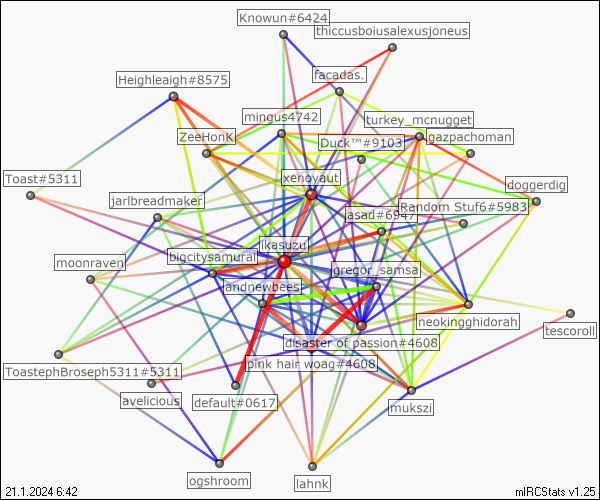 Knowun#6424
thiccusboiusalexusjoneus
facadas.
Heighleaigh#8575
mingus4742
turkey_mcnugget
ZeeHonK
Duck™#9103
gazpachoman
xenoyaut
Toast#5311
doggerdig
jarlbreadmaker
asad#6947
Random Stuf6#5983
ikasuzu
bigcitysamurai
moonraven
gregor_samsa
landnewbees
neokingghidorah
tescoroll
disaster of passion#4608
ToastephBroseph5311#5311
pink hair woag#4608
avelicious
default#0617
mukszi
ogshroom
lahnk
21.1.2024 6:42
mIRCStats v1.25